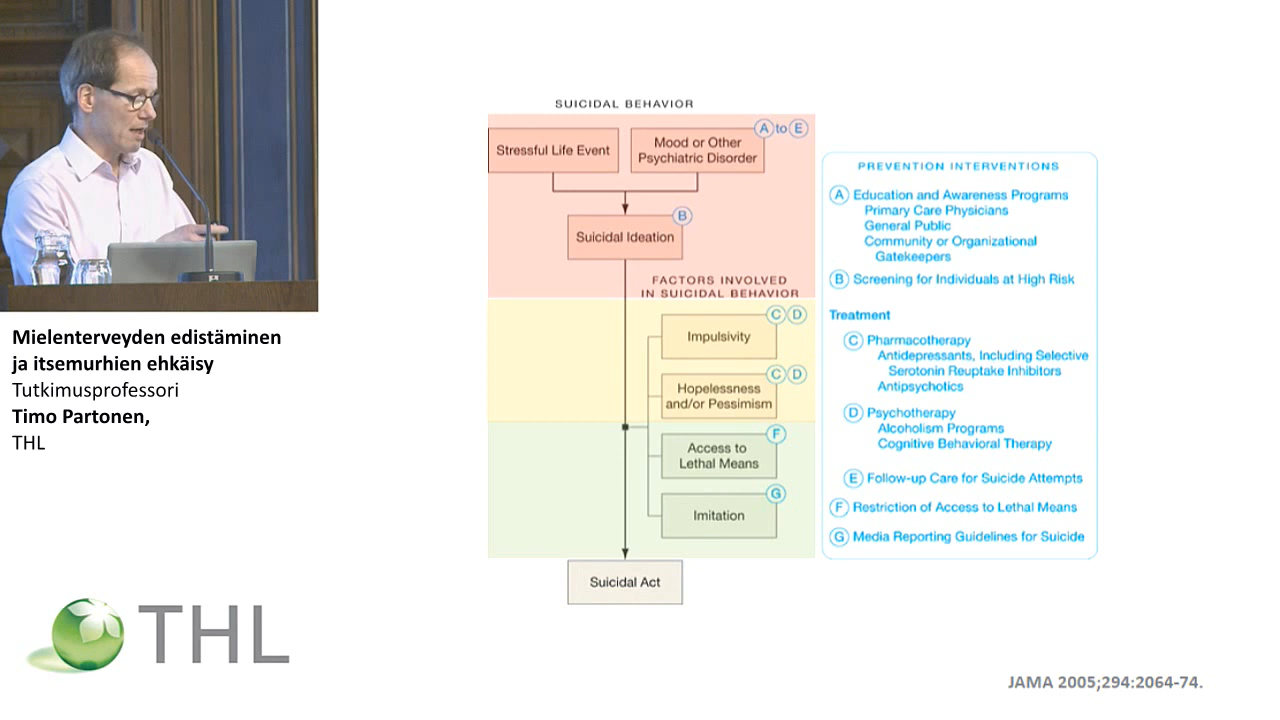 SUICIDAL BEHAVIOR
Stressful Life Event
Mood or Other
Psychiatric Disorder
A to E
Suicidal Ideation
B
FACTORS INVOLVED
IN SUICIDAL BEHAVIOR
Impulsivity
C D
Hopelessness
and/or Pessimism
C D
Access to
Lethal Means
F
Imitation
G
Suicidal Act
PREVENTION INTERVENTIONS
A Education and Awareness Programs
Primary Care Physicians
General Public
Community or Organizational
Gatekeepers
B Screening for Individuals at High Risk
Treatment
C Pharmacotherapy
Antidepressants, Including Selective
Serotonin Reuptake Inhibitors
Antipsychotics
D Psychotherapy
Alcoholism Programs
Cognitive Behavioral Therapy
E Follow-up Care for Suicide Attempts
F Restriction of Access to Lethal Means
G Media Reporting Guidelines for Suicide
Mielenterveyden edistäminen
ja itsemurhien ehkäisy
Tutkimusprofessori
Timo Partonen,
THL
THL
JAMA 2005;294:2064-74.